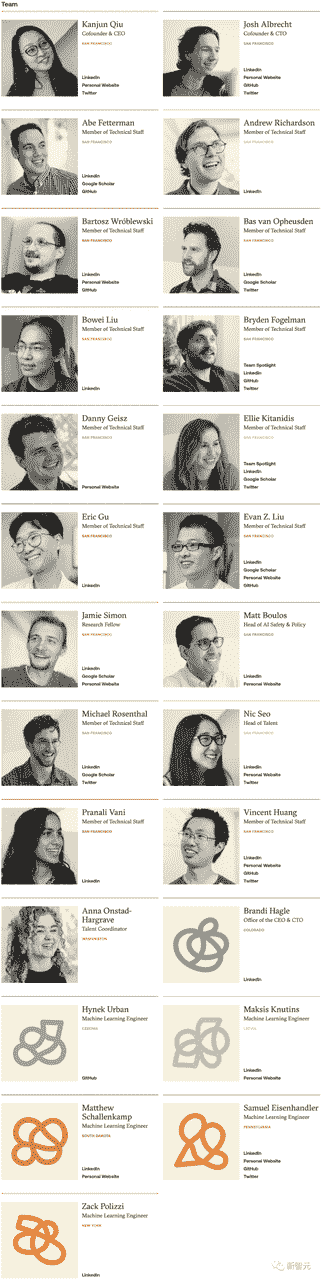 Team
Kanjun Qiu
Cofounder & CEO
SAN FRANCISCO
LinkedIn
Personal Website
Twitter
Josh Albrecht
Cofounder & CTO
SAN FRANCISCO
LinkedIn
Personal Website
GitHub
Twitter
Abe Fetterman
Member of Technical Staff
SAN FRANCISCO
LinkedIn
Google Scholar
GitHub
Andrew Richardson
Member of Technical Staff
SAN FRANCISCO
LinkedIn
Bartosz Wróblewski
Member of Technical Staff
SAN FRANCISCO
LinkedIn
Personal Website
GitHub
Bas van Opheusden
Member of Technical Staff
SAN FRANCISCO
LinkedIn
Google Scholar
Twitter
Bowei Liu
Member of Technical Staff
SAN FRANCISCO
LinkedIn
Bryden Fogelman
Member of Technical Staff
SAN FRANCISCO
Team Spotlight
LinkedIn
GitHub
Twitter
Danny Geisz
Member of Technical Staff
SAN FRANCISCO
Personal Website
Ellie Kitanidis
Member of Technical Staff
SAN FRANCISCO
Team Spotlight
LinkedIn
Google Scholar
Twitter
Eric Gu
Member of Technical Staff
SAN FRANCISCO
LinkedIn
Evan Z. Liu
Member of Technical Staff
SAN FRANCISCO
LinkedIn
Google Scholar
Personal Website
GitHub
Jamie Simon
Research Fellow
SAN FRANCISCO
LinkedIn
Google Scholar
Personal Website
Matt Boulos
Head of AI Safety & Policy
SAN FRANCISCO
LinkedIn
Personal Website
Michael Rosenthal
Member of Technical Staff
SAN FRANCISCO
LinkedIn
Google Scholar
Twitter
Nic Seo
Head of Talent
SAN FRANCISCO
LinkedIn
Personal Website
Twitter
Pranali Vani
Member of Technical Staff
SAN FRANCISCO
LinkedIn
Vincent Huang
Member of Technical Staff
SAN FRANCISCO
LinkedIn
Personal Website
GitHub
Twitter
Anna Onstad-
Hargrave
Talent Coordinator
WASHINGTON
Brandi Hagle
Office of the CEO & CTO
COLORADO
LinkedIn
Hynek Urban
Machine Learning Engineer
CZECHIA
GitHub
Maksis Knutins
Machine Learning Engineer
LATVIA
LinkedIn
Personal Website
Matthew
Schallenkamp
Machine Learning Engineer
SOUTH DAKOTA
LinkedIn
Personal Website
Samuel Eisenhandler
Machine Learning Engineer
PENNSYLVANIA
LinkedIn
Personal Website
GitHub
Twitter
Zack Polizzi
Machine Learning Engineer
NEW YORK
LinkedIn
新智元